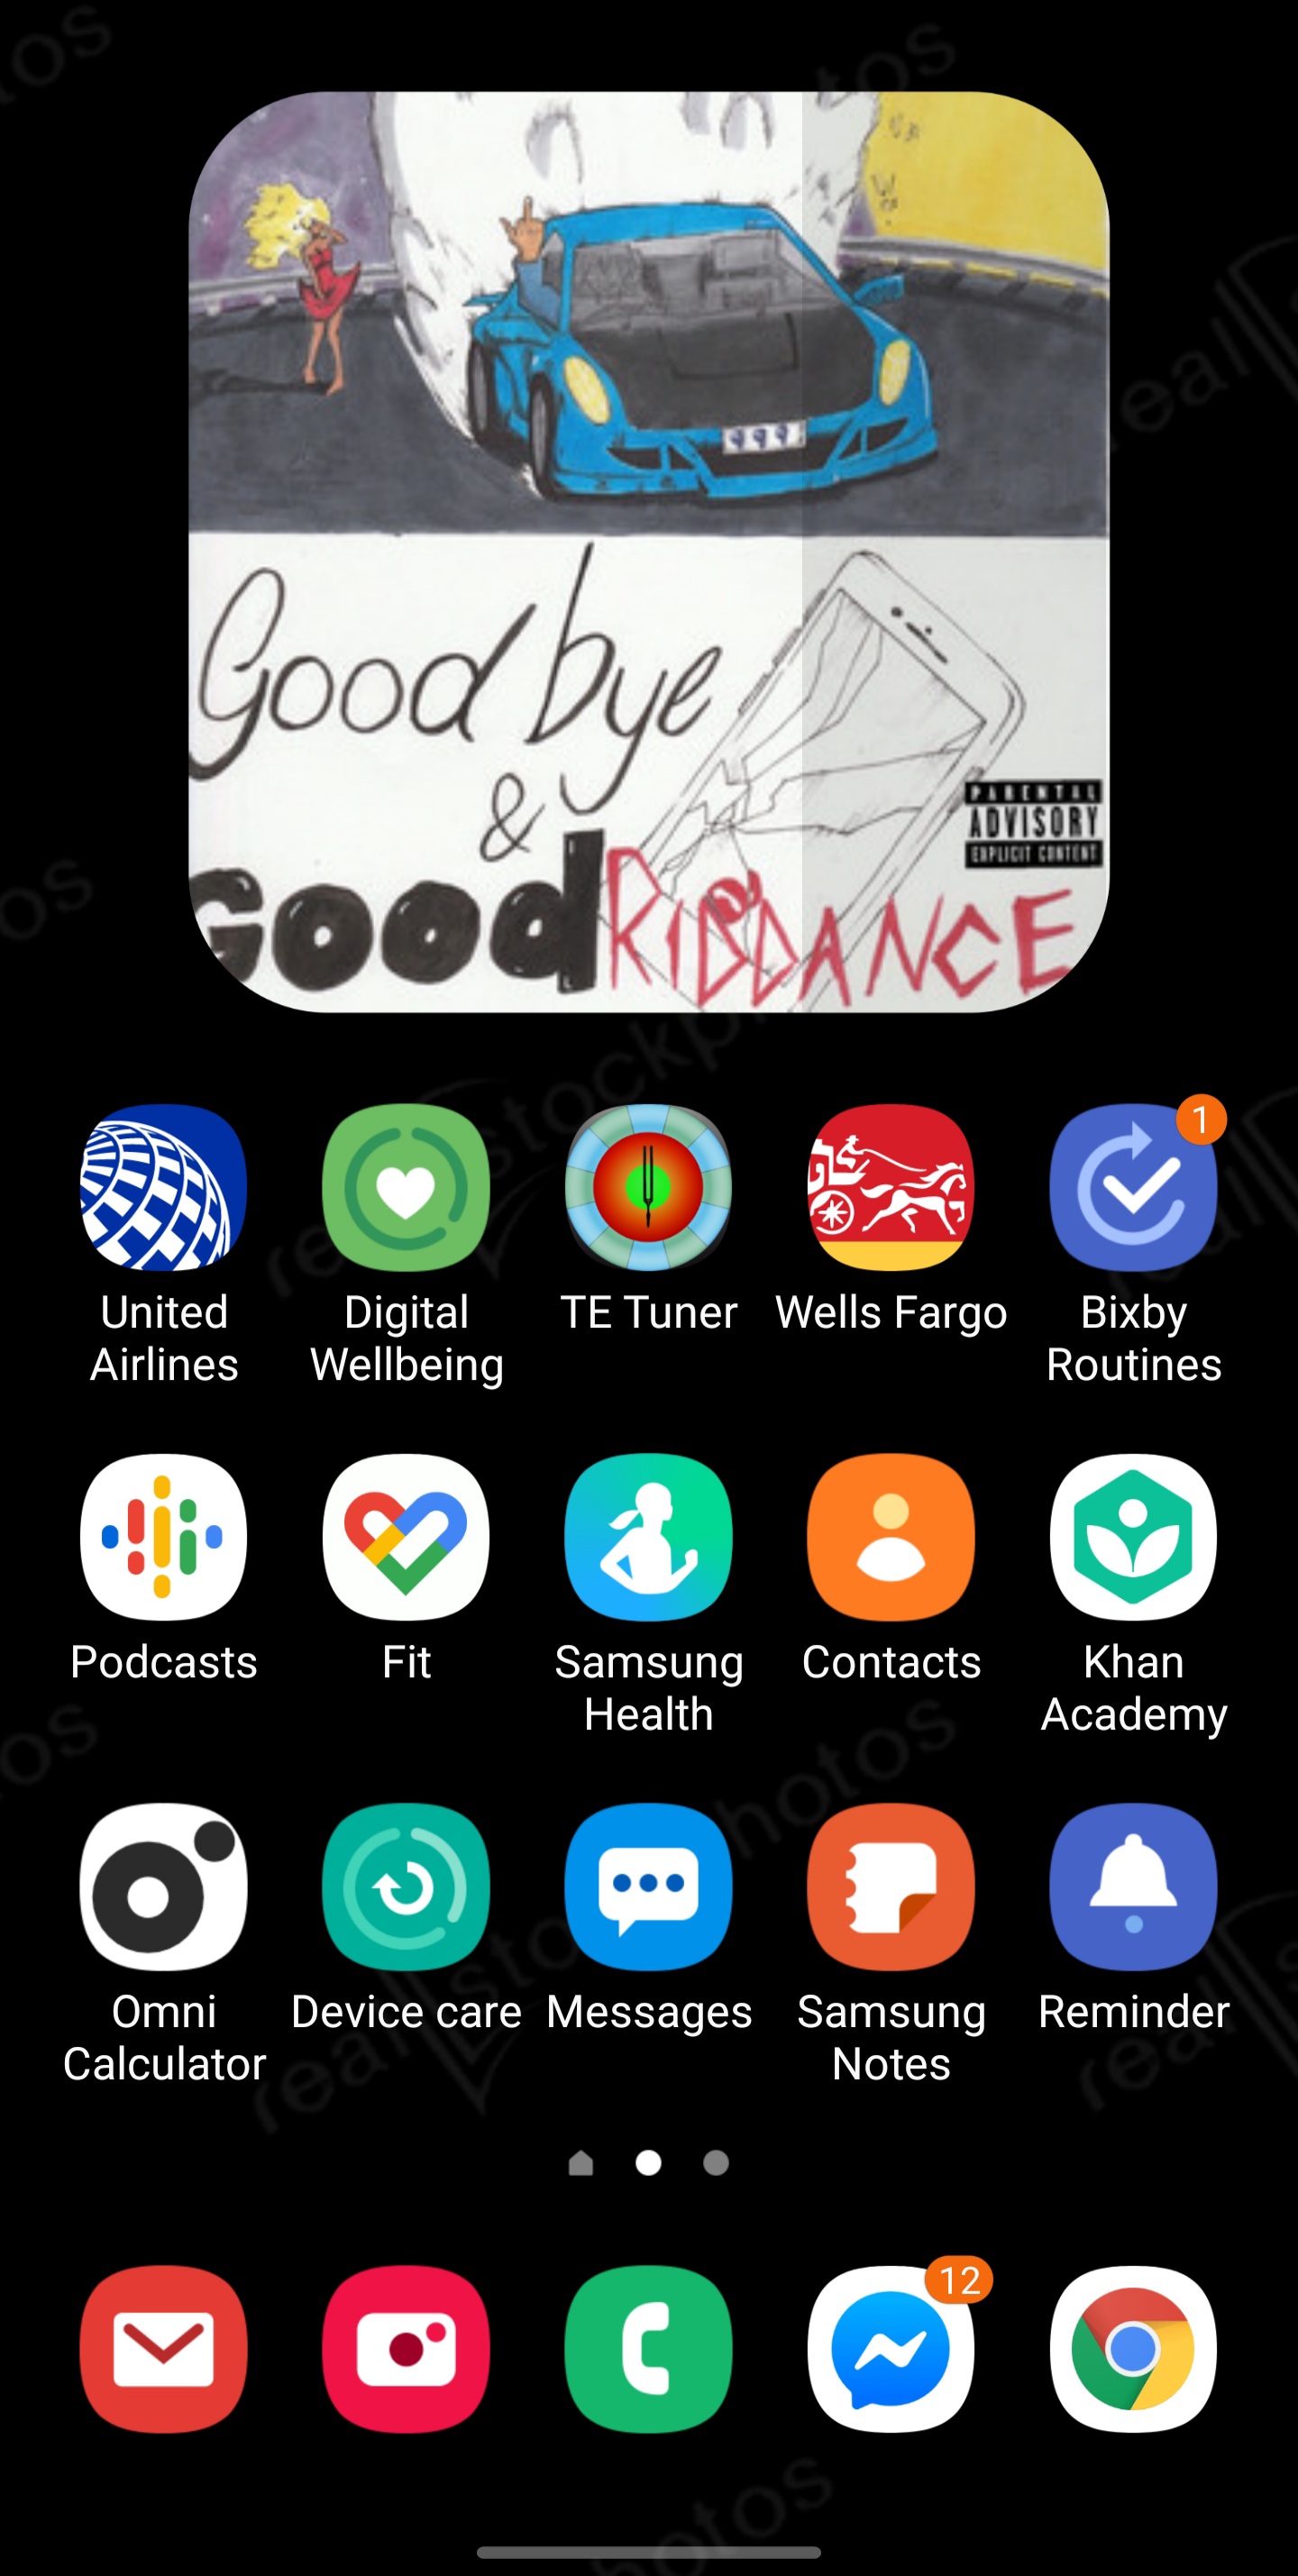 999
Good bye
&
Good RIDDANCE
PARENTAL
ADVISORY
EXPLICIT CONTENT
1
United Airlines
Digital Wellbeing
TE Tuner
Wells Fargo
Bixby Routines
Podcasts
Fit
Samsung Health
Contacts
Khan Academy
Omni Calculator
Device care
Messages
Samsung Notes
Reminder
12